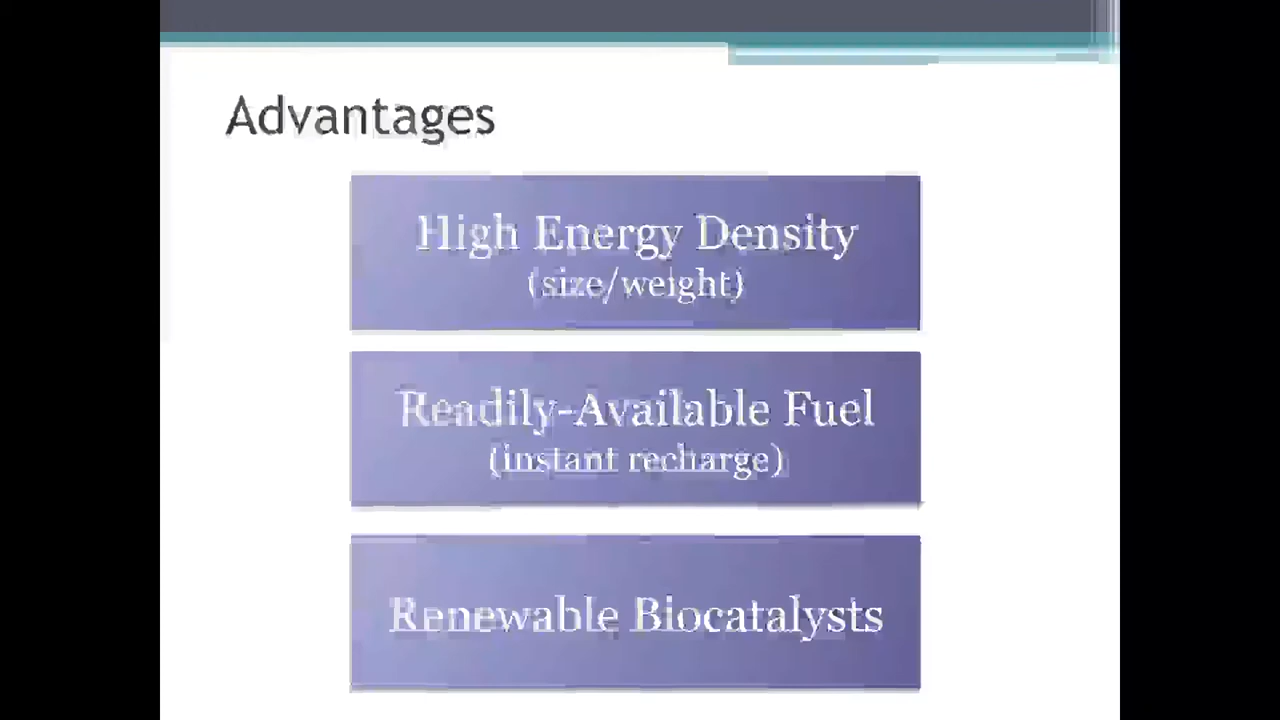 Advantages
High Energy Density
(size/weight)
Readily-Available Fuel
(instant recharge)
Renewable Biocatalysts